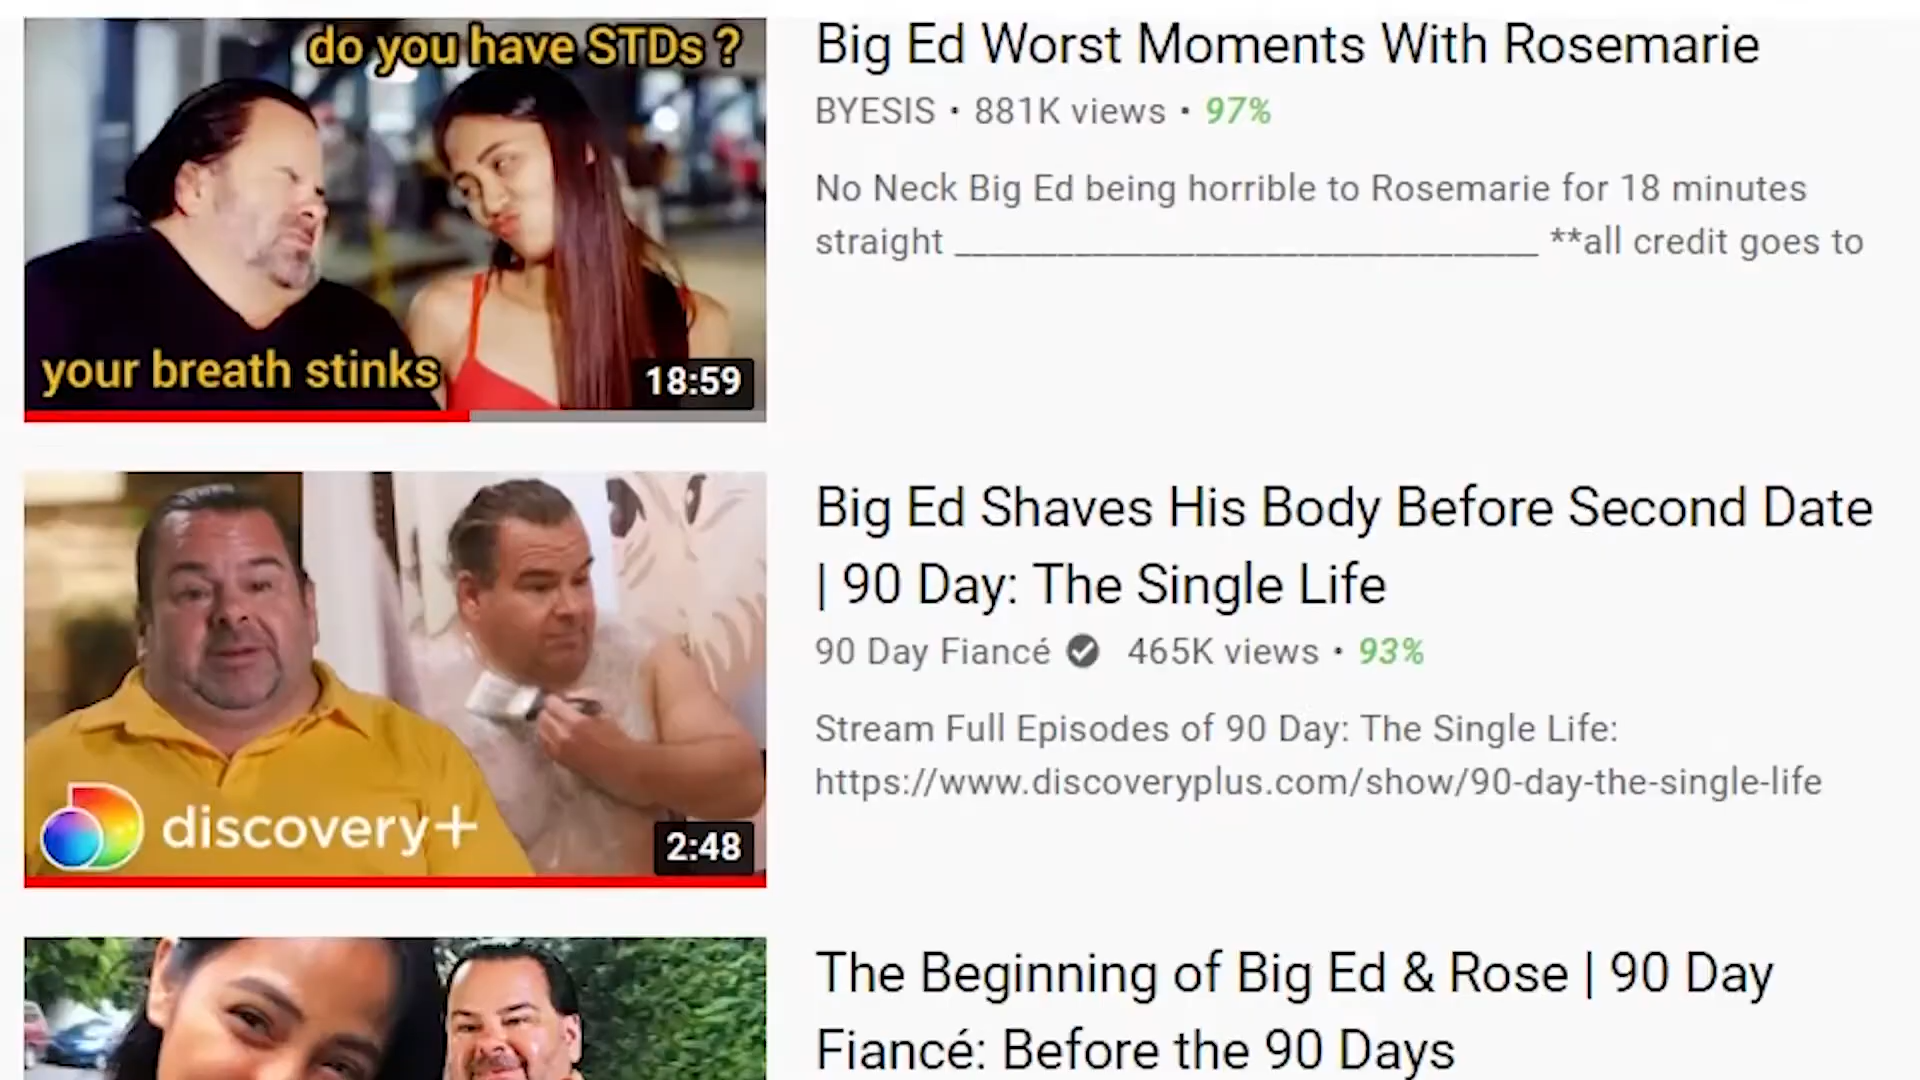 do you have STDs ?
your breath stinks
18:59
Big Ed Worst Moments With Rosemarie
BYESIS • 881K views • 97%
No Neck Big Ed being horrible to Rosemarie for 18 minutes
straight __________________________________ **all credit goes to
discovery+
2:48
Big Ed Shaves His Body Before Second Date
| 90 Day: The Single Life
90 Day Fiancé 465K views • 93%
Stream Full Episodes of 90 Day: The Single Life:
https://www.discoveryplus.com/show/90-day-the-single-life
The Beginning of Big Ed & Rose | 90 Day
Fiancé: Before the 90 Days